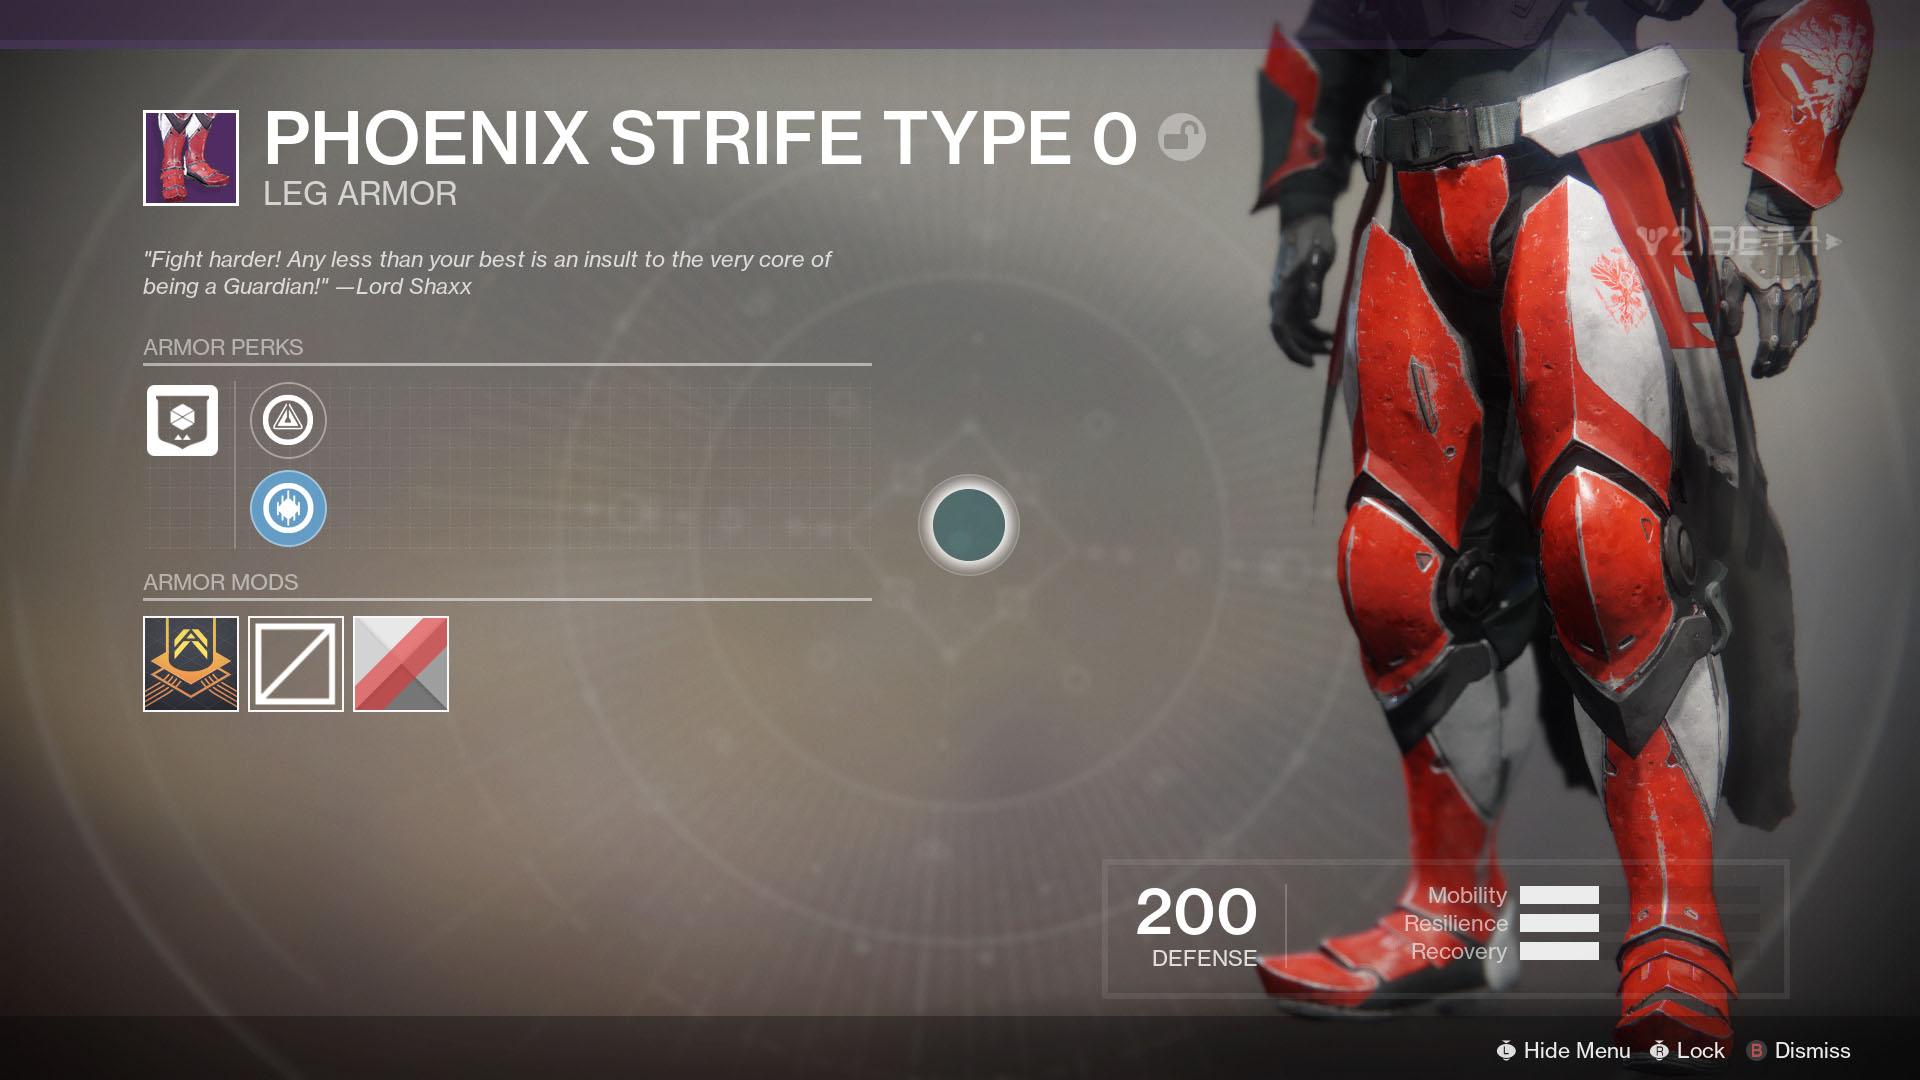 PHOENIX STRIFE TYPE 0
LEG ARMOR
"Fight harder! Any less than your best is an insult to the very core of
being a Guardian!" —Lord Shaxx
2 BETA
ARMOR PERKS
ARMOR MODS
200
DEFENSE
Mobility
Resilience
Recovery
L Hide Menu R Lock B Dismiss